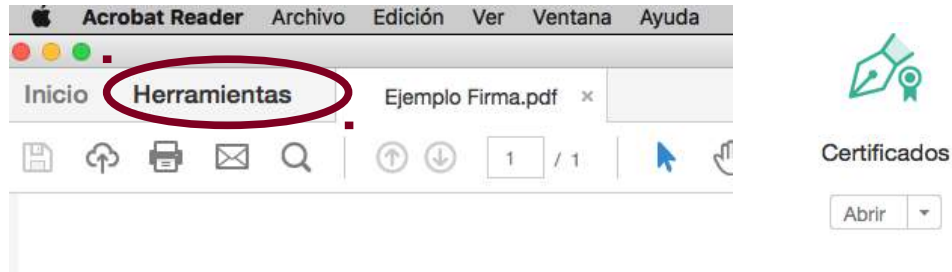 Acrobat Reader Archivo Edición Ver Ventana Ayuda
Inicio Herramientas Ejemplo Firma.pdf ×
1 / 1
Certificados
Abrir